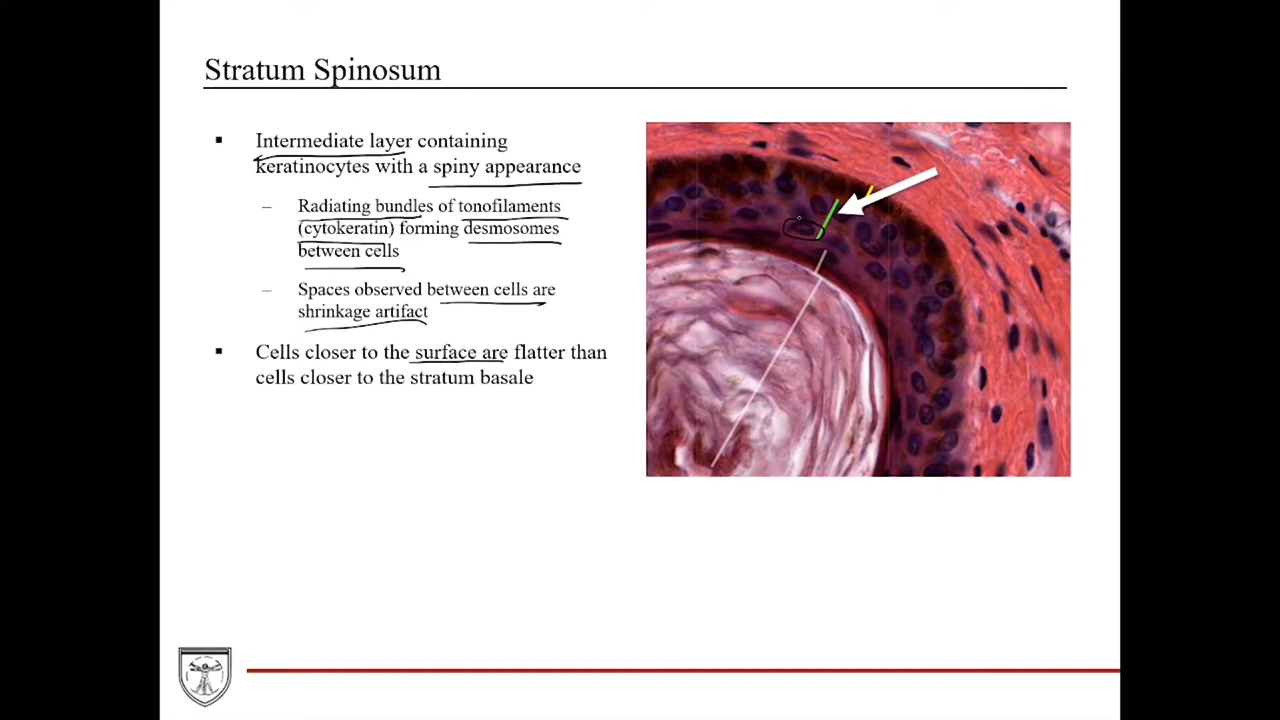 Stratum Spinosum
Intermediate layer containing
keratinocytes with a spiny appearance
Radiating bundles of tonofilaments
(cytokeratin) forming desmosomes
between cells
Spaces observed between cells are
shrinkage artifact
Cells closer to the surface are flatter than
cells closer to the stratum basale